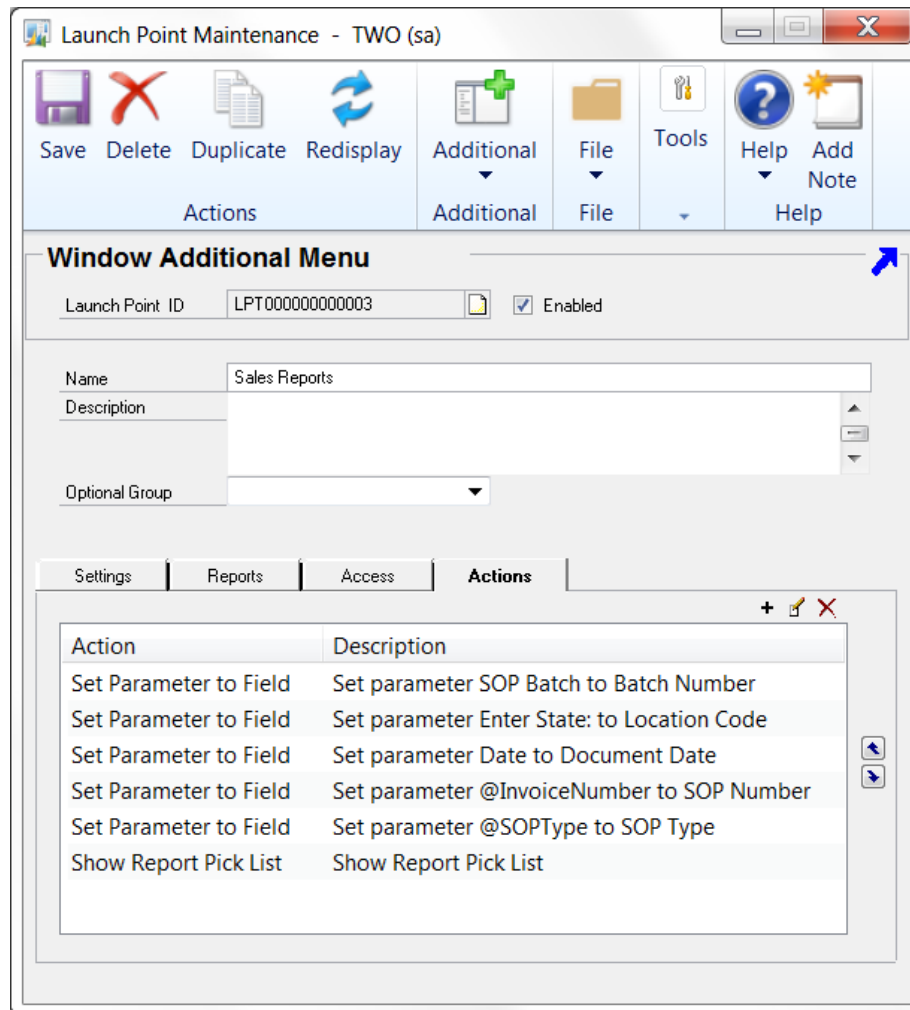 Launch Point Maintenance - TWO (sa)
Save Delete Duplicate Redisplay Additional File Tools Help Add Note
Actions Additional File Help
Window Additional Menu
Launch Point ID LPT000000000003 Enabled
Name Sales Reports
Description
Optional Group
Settings Reports Access Actions
Action Description
Set Parameter to Field Set parameter SOP Batch to Batch Number
Set Parameter to Field Set parameter Enter State: to Location Code
Set Parameter to Field Set parameter Date to Document Date
Set Parameter to Field Set parameter @InvoiceNumber to SOP Number
Set Parameter to Field Set parameter @SOPType to SOP Type
Show Report Pick List Show Report Pick List